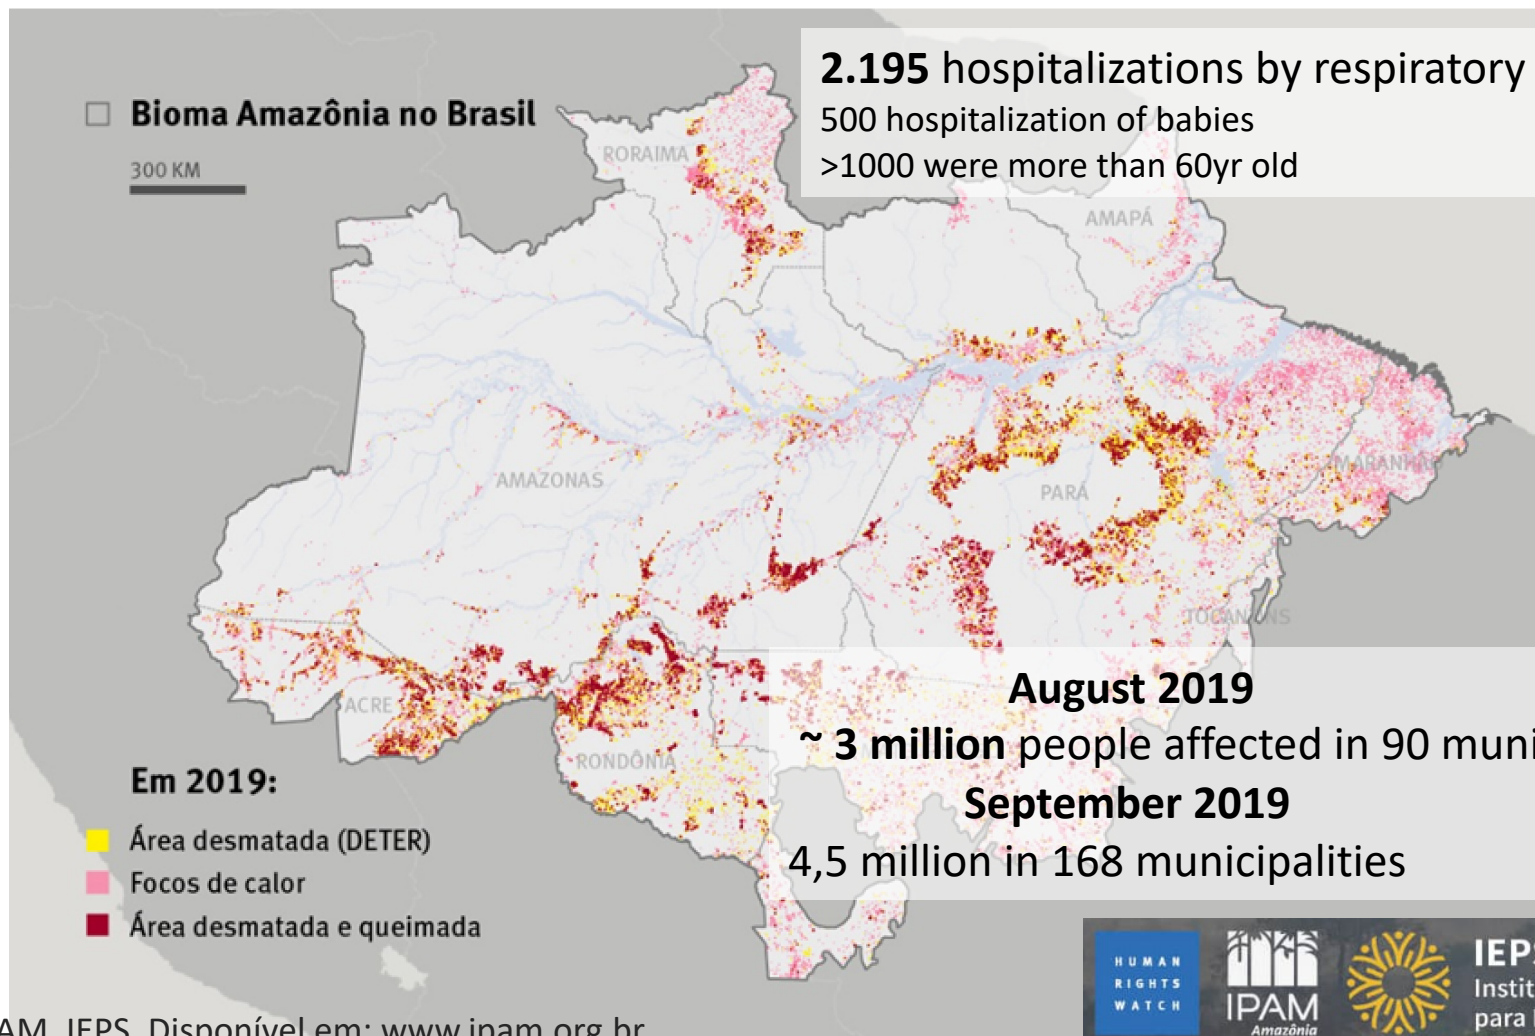 2.195 hospitalizations by respiratory
500 hospitalization of babies
>1000 were more than 60yr old
Bioma Amazônia no Brasil
300 KM
RORAIMA
AMAPÁ
AMAZONAS
PARÁ
MARANHÃO
TOCANTINS
ACRE
RONDÔNIA
August 2019
~ 3 million people affected in 90
September 2019
4,5 million in 168 municipalities
Em 2019:
Área desmatada (DETER)
Focos de calor
Área desmatada e queimada
HUMAN
RIGHTS
WATCH
IPAM
Amazônia
IEPS
para
IEPS. Disponível em: www.ipam.org.br